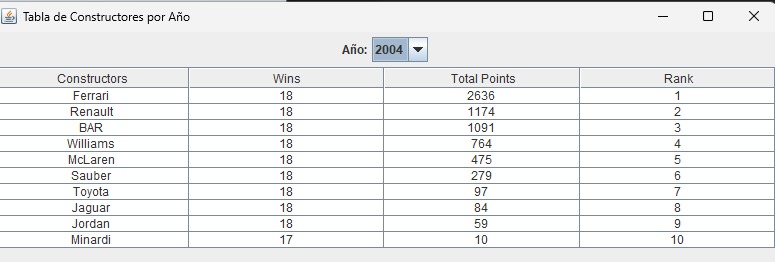 Tabla de Constructores por Año
Año: 2004
Constructors Wins Total Points Rank
Ferrari 18 2636 1
Renault 18 1174 2
BAR 18 1091 3
Williams 18 764 4
McLaren 18 475 5
Sauber 18 279 6
Toyota 18 97 7
Jaguar 18 84 8
Jordan 18 59 9
Minardi 17 10 10